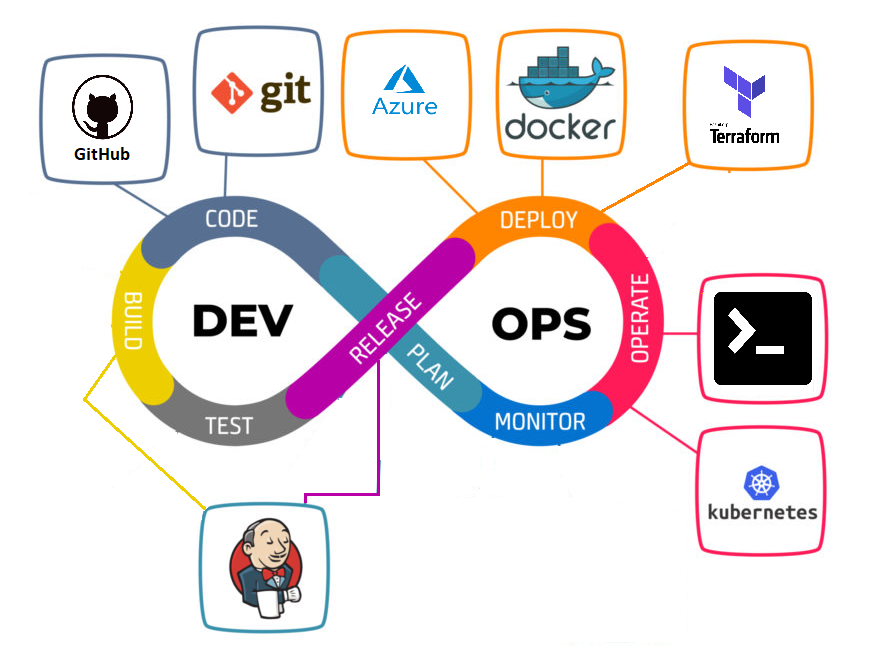 GitHub
git
Azure
docker
Terraform
CODE
DEPLOY
BUILD
DEV
RELEASE
OPS
OPERATE
PLAN
TEST
MONITOR
>_
kubernetes